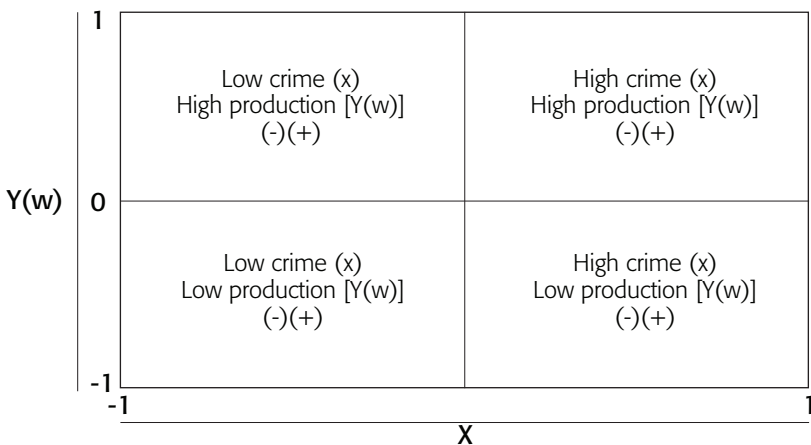 1
Low crime (x)
High production [Y(w)]
(-)(+)
High crime (x)
High production [Y(w)]
(-)(+)
Y(w)
0
Low crime (x)
Low production [Y(w)]
(-)(+)
High crime (x)
Low production [Y(w)]
(-)(+)
-1
-1
1
X